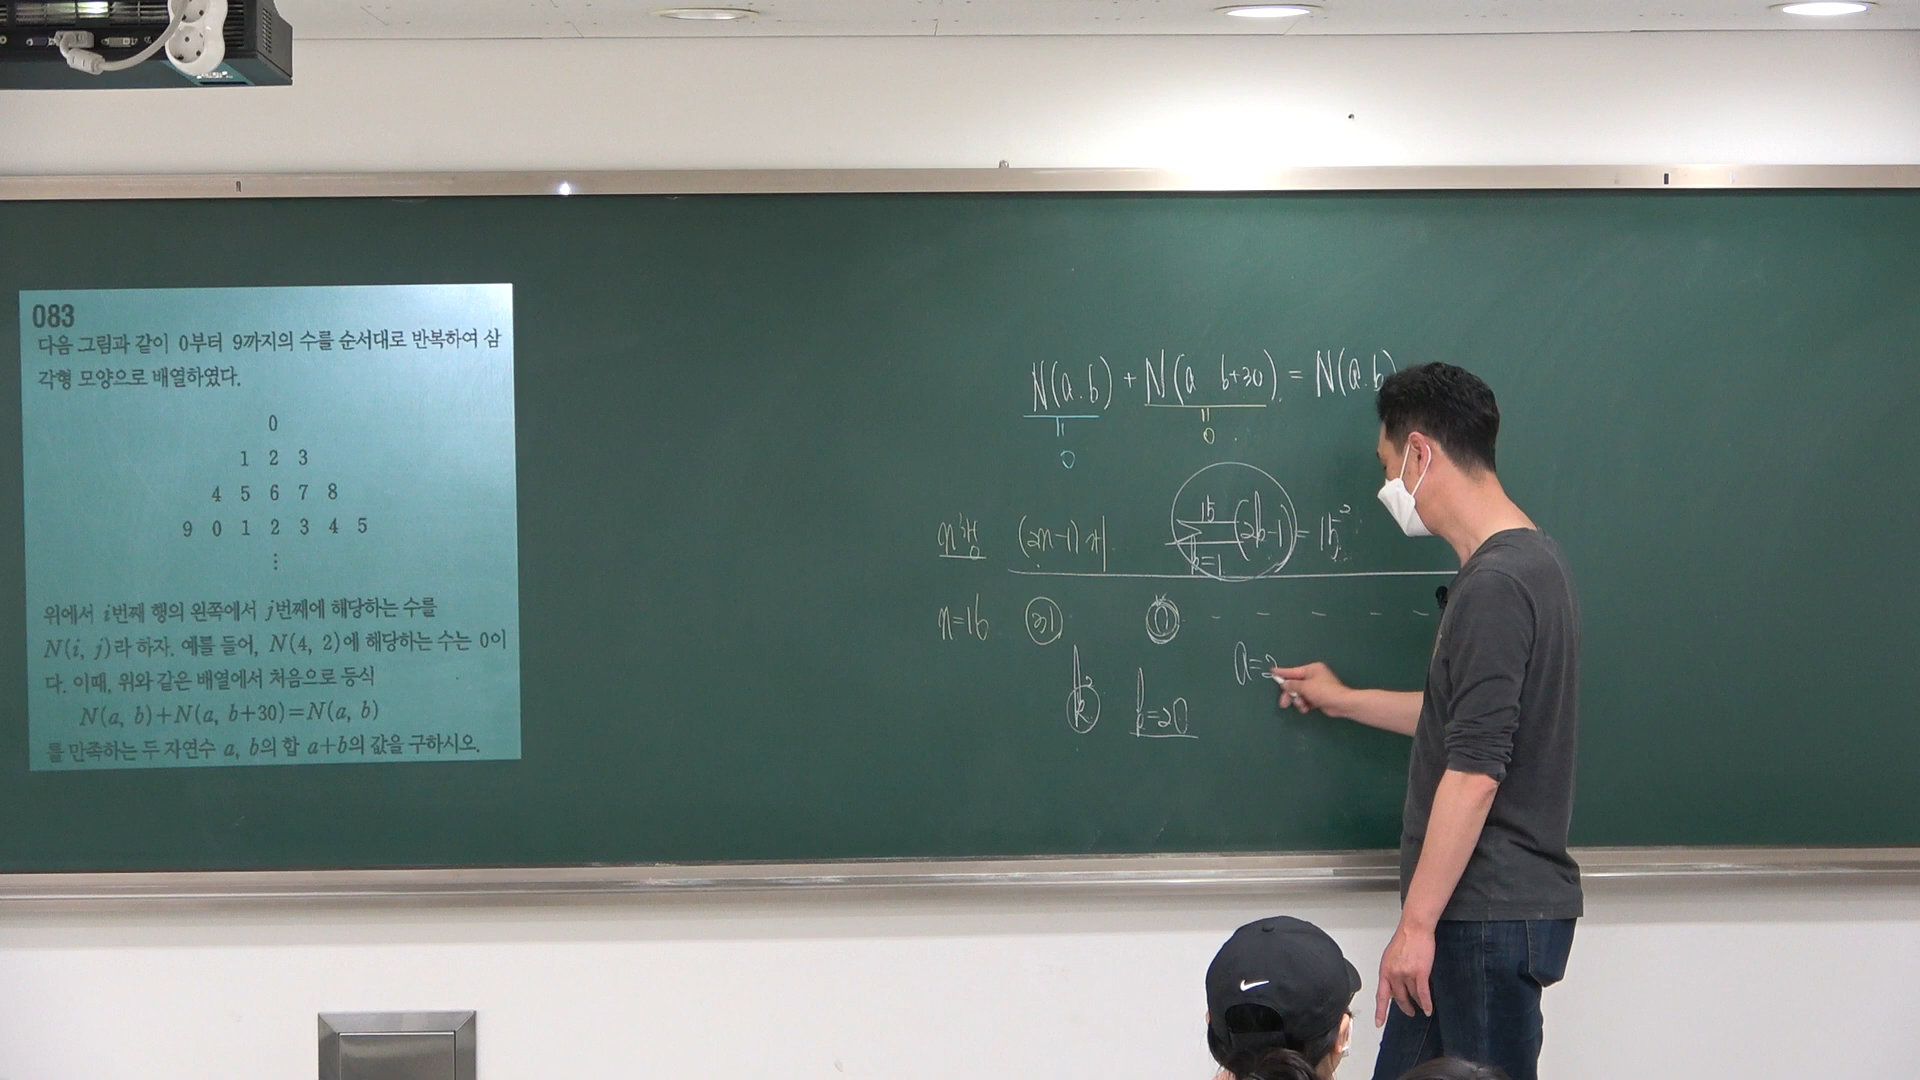 083
다음 그림과 같이 0부터 9까지의 수를 순서대로 반복하여 삼
각형 모양으로 배열하였다.
0
1 2 3
4 5 6 7 8
9 0 1 2 3 4 5
⋮
위에서 i번째 행의 왼쪽에서 j번째에 해당하는 수를
N(i, j)라 하자. 예를 들어, N(4, 2)에 해당하는 수는 0이
다. 이때, 위와 같은 배열에서 처음으로 등식
N(a, b)+N(a, b+30)=N(a, b)
를 만족하는 두 자연수 a, b의 합 a+b의 값을 구하시오.
N(a.b) + N(a b+30) = N(a.b)
0 0
n행 (2n-1)개 15 Σ k=1 (2k-1) = 15²
n=16 31
k² k=20 a=2